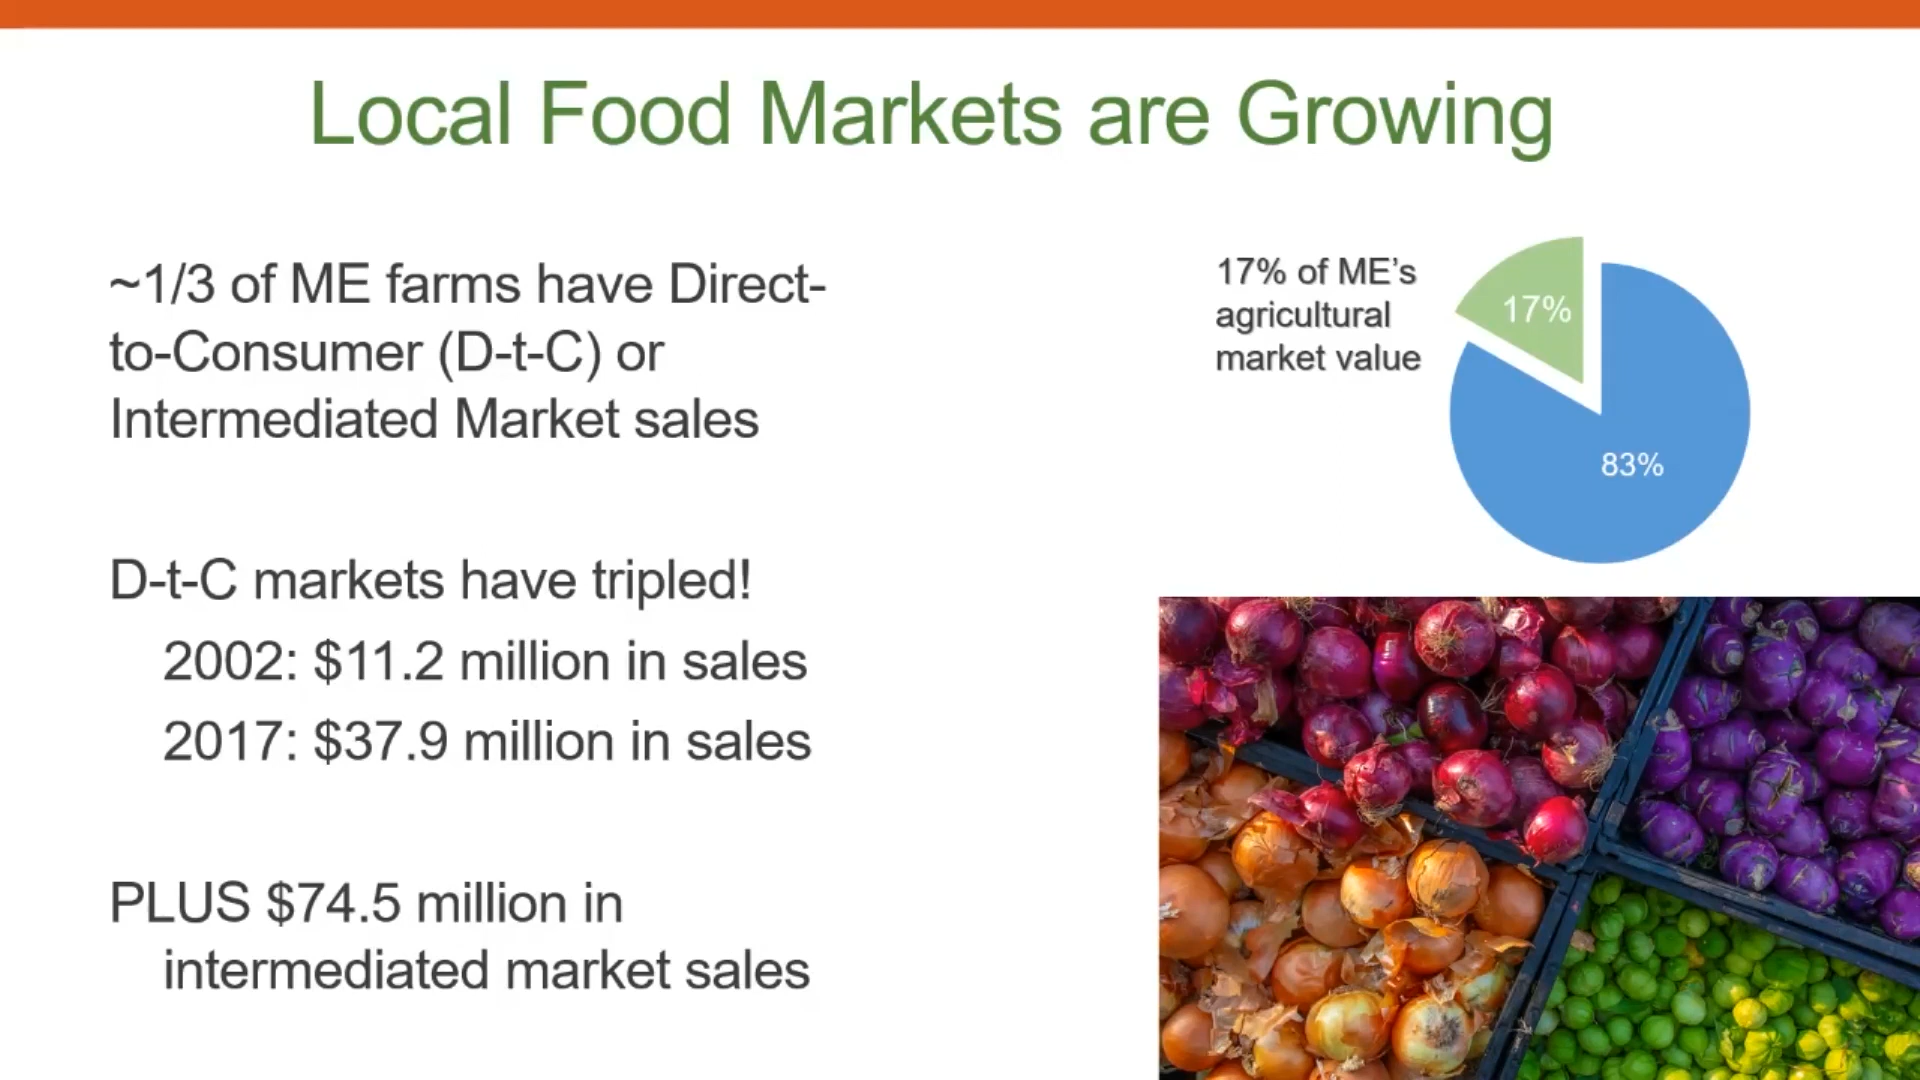 Local Food Markets are Growing
~1/3 of ME farms have Direct-
to-Consumer (D-t-C) or
Intermediated Market sales
D-t-C markets have tripled!
2002: $11.2 million in sales
2017: $37.9 million in sales
PLUS $74.5 million in
intermediated market sales
17% of ME’s
agricultural
market value
17%
83%